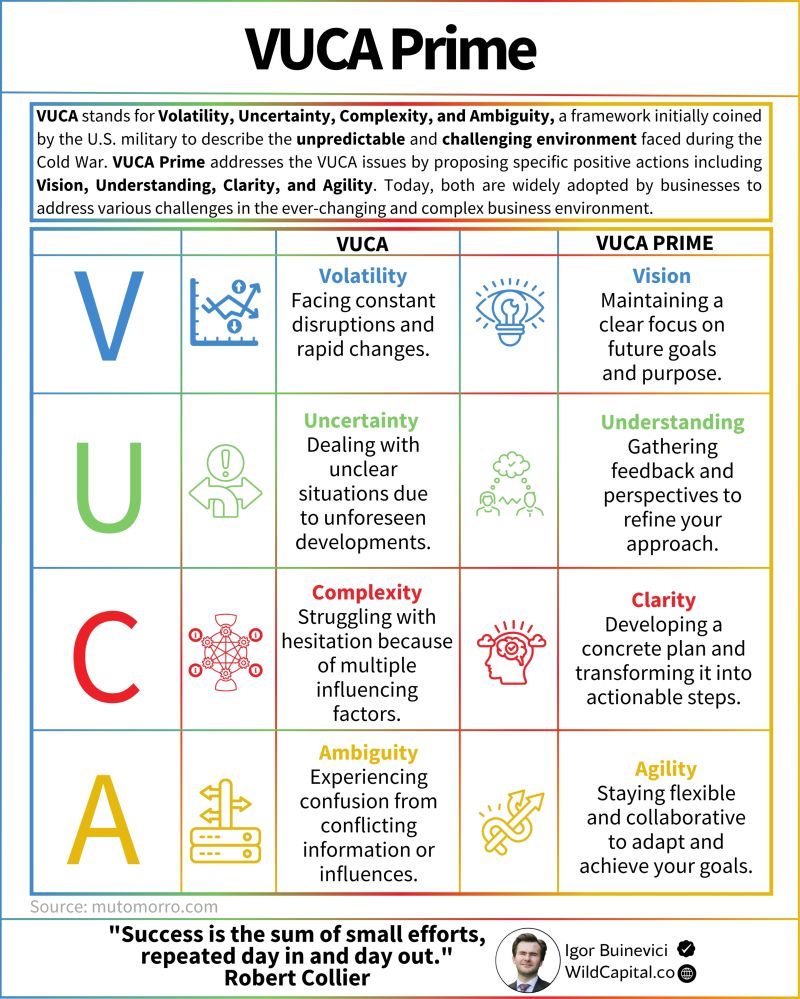 VUCA Prime
VUCA stands for Volatility, Uncertainty, Complexity, and Ambiguity, a framework initially coined
by the U.S. military to describe the unpredictable and challenging environment faced during the
Cold War. VUCA Prime addresses the VUCA issues by proposing specific positive actions including
Vision, Understanding, Clarity, and Agility. Today, both are widely adopted by businesses to
address various challenges in the ever-changing and complex business environment.
VUCA
VUCA PRIME
V
Volatility
Facing constant
disruptions and
rapid changes.
Vision
Maintaining a
clear focus on
future goals
and purpose.
U
Uncertainty
Dealing with
unclear
situations due
to unforeseen
developments.
Understanding
Gathering
feedback and
perspectives to
refine your
approach.
C
Complexity
Struggling with
hesitation because
of multiple
influencing
factors.
Clarity
Developing a
concrete plan and
transforming it into
actionable steps.
A
Ambiguity
Experiencing
confusion from
conflicting
information or
influences.
Agility
Staying flexible
and collaborative
to adapt and
achieve your goals.
Source: mutomorro.com
"Success is the sum of small efforts,
repeated day in and day out."
Robert Collier
Igor Buinevici
WildCapital.co